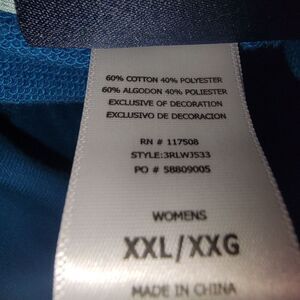 60% COTTON 40% POLYESTER
60% ALGODON 40% POLIESTER
EXCLUSIVE OF DECORATION
EXCLUSIVO DE DECORACION
RN # 117508
STYLE:3RLWJ533
PO # 58809005
WOMENS
XXL/XXG
MADE IN CHINA